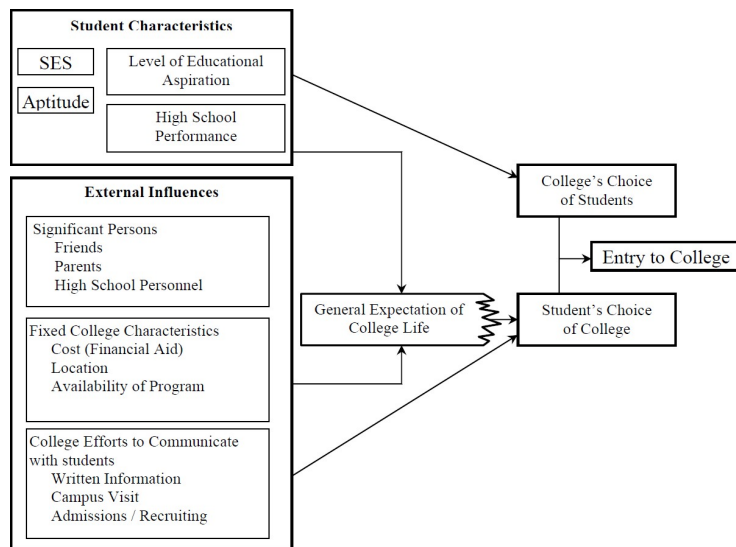 Student Characteristics
SES
Aptitude
Level of Educational
Aspiration
High School
Performance
External Influences
Significant Persons
Friends
Parents
High School Personnel
Fixed College Characteristics
Cost (Financial Aid)
Location
Availability of Program
College Efforts to Communicate
with students
Written Information
Campus Visit
Admissions / Recruiting
General Expectation of
College Life
College's Choice
of Students
Entry to College
Student's Choice
of College